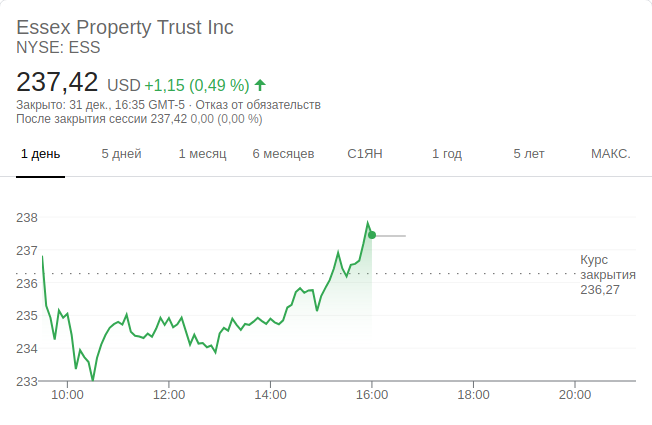 Essex Property Trust Inc
NYSE: ESS
237,42 USD +1,15 (0,49 %)
Закрыто: 31 дек., 16:35 GMT-5 · Отказ от обязательств
После закрытия сессии 237,42 0,00 (0,00 %)
1 день 5 дней 1 месяц 6 месяцев С1ЯН 1 год 5 лет МАКС.
238
237
236
235
234
233
Курс
закрытия
236,27
10:00 12:00 14:00 16:00 18:00 20:00